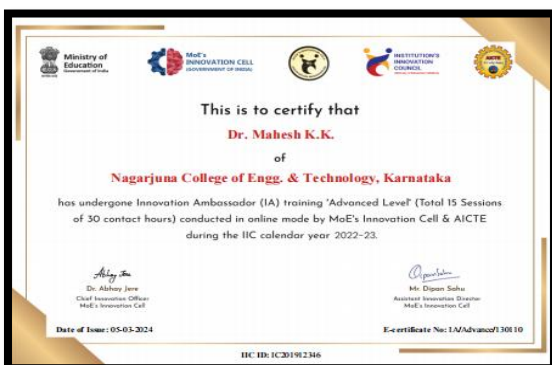 Ministry of
Education
Government of India
MoE's
INNOVATION CELL
(GOVERNMENT OF INDIA)
INSTITUTION'S
INNOVATION
COUNCIL
AICTE
This is to certify that
Dr. Mahesh K.K.
of
Nagarjuna College of Engg. & Technology, Karnataka
has undergone Innovation Ambassador (IA) training 'Advanced Level' (Total 15 Sessions
of 30 contact hours) conducted in online mode by MoE's Innovation Cell & AICTE
during the IIC calendar year 2022-23.
Dr. Abhay Jere
Chief Innovation Officer
MoE's Innovation Cell
Mr. Dipan Sahu
Assistant Innovation Director
MoE's Innovation Cell
Date of Issue: 05-03-2024
E-certificate No: IA/Advance/130110
IIC ID: IC201912346